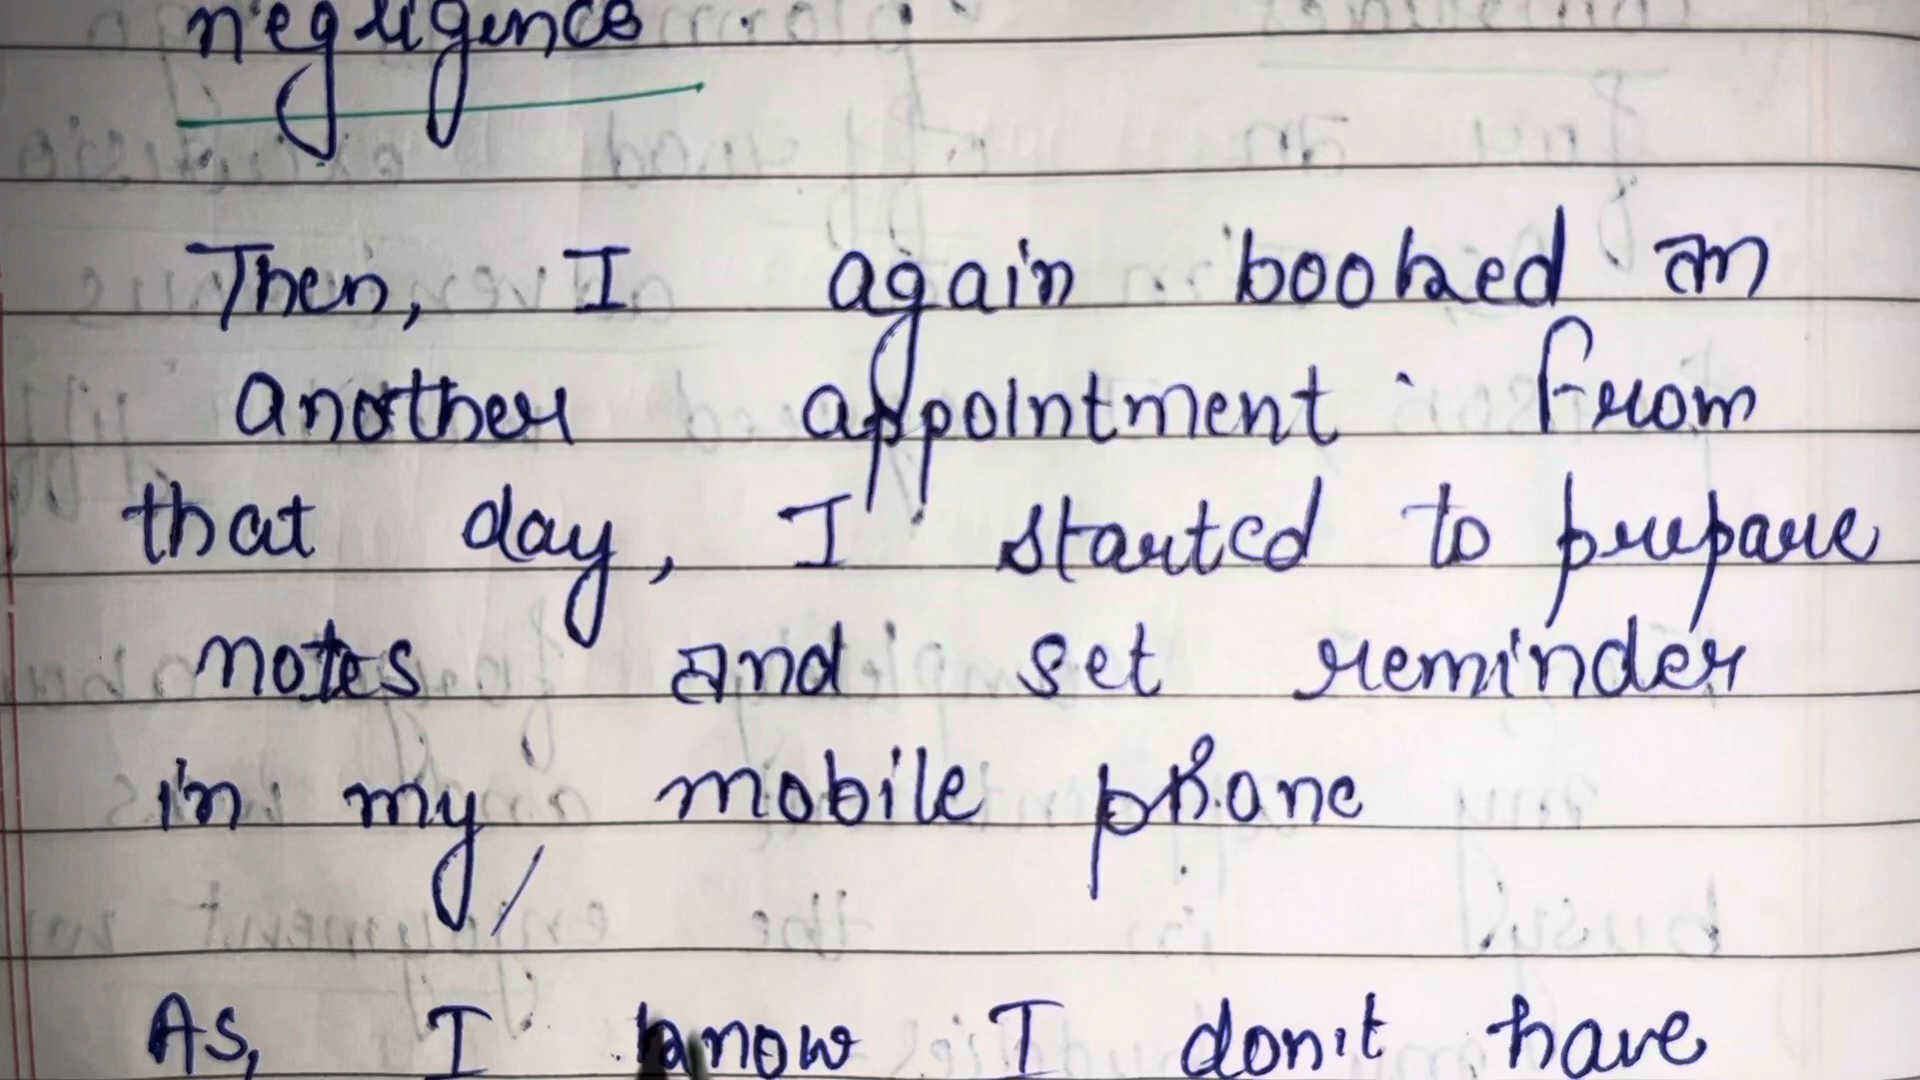 negligence
Then, I again booked an
another appointment. From
that day, I started to prepare
notes and set reminder
in my mobile phone
As, I know I don't have